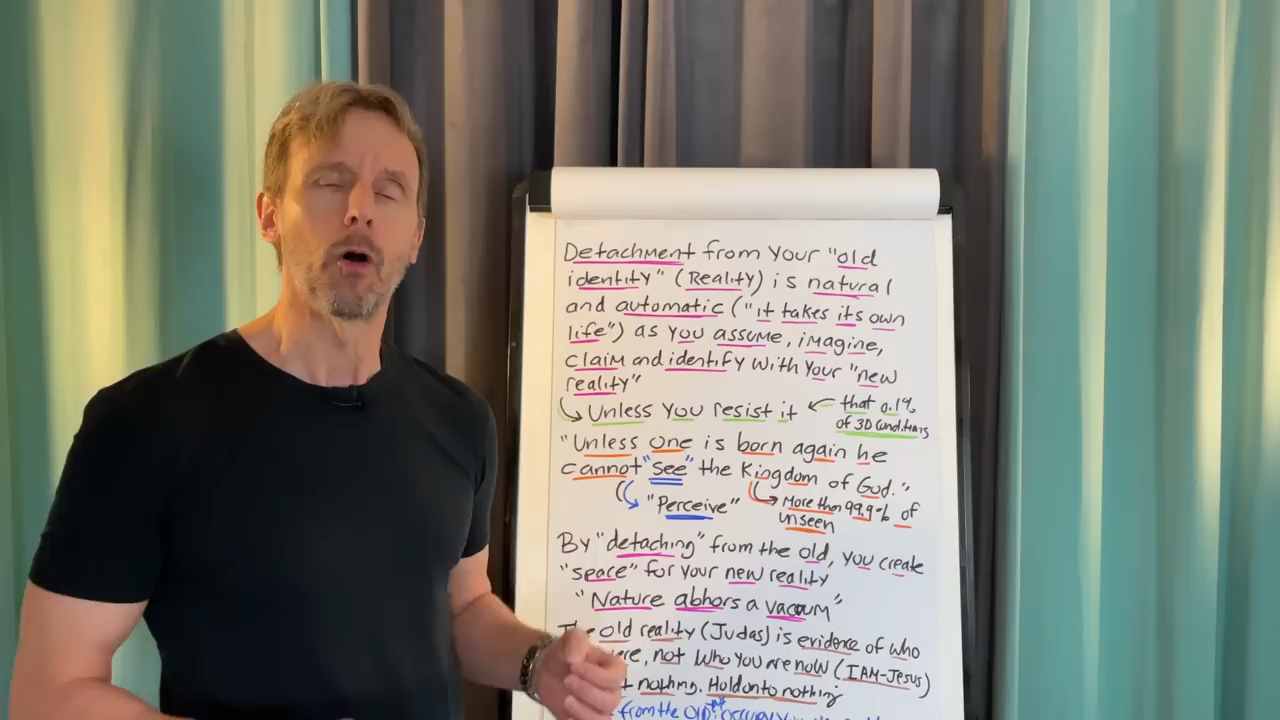 Detachment from your "old
identity" (Reality) is natural
and automatic ("it takes its own
life") as you assume, imagine,
claim and identify with your "new
reality"
Unless you resist it
that 0.1%
of 3D conditions
"Unless one is born again he
cannot "see" the Kingdom of God."
"Perceive"
More than 99.9% of
unseen
By "detaching" from the old, you create
"space" for your new reality
"Nature abhors a vacuum"
The old reality (Judas) is evidence of who
ere, not who you are now (I AM-Jesus)
nothing. Hold onto nothing
from the old